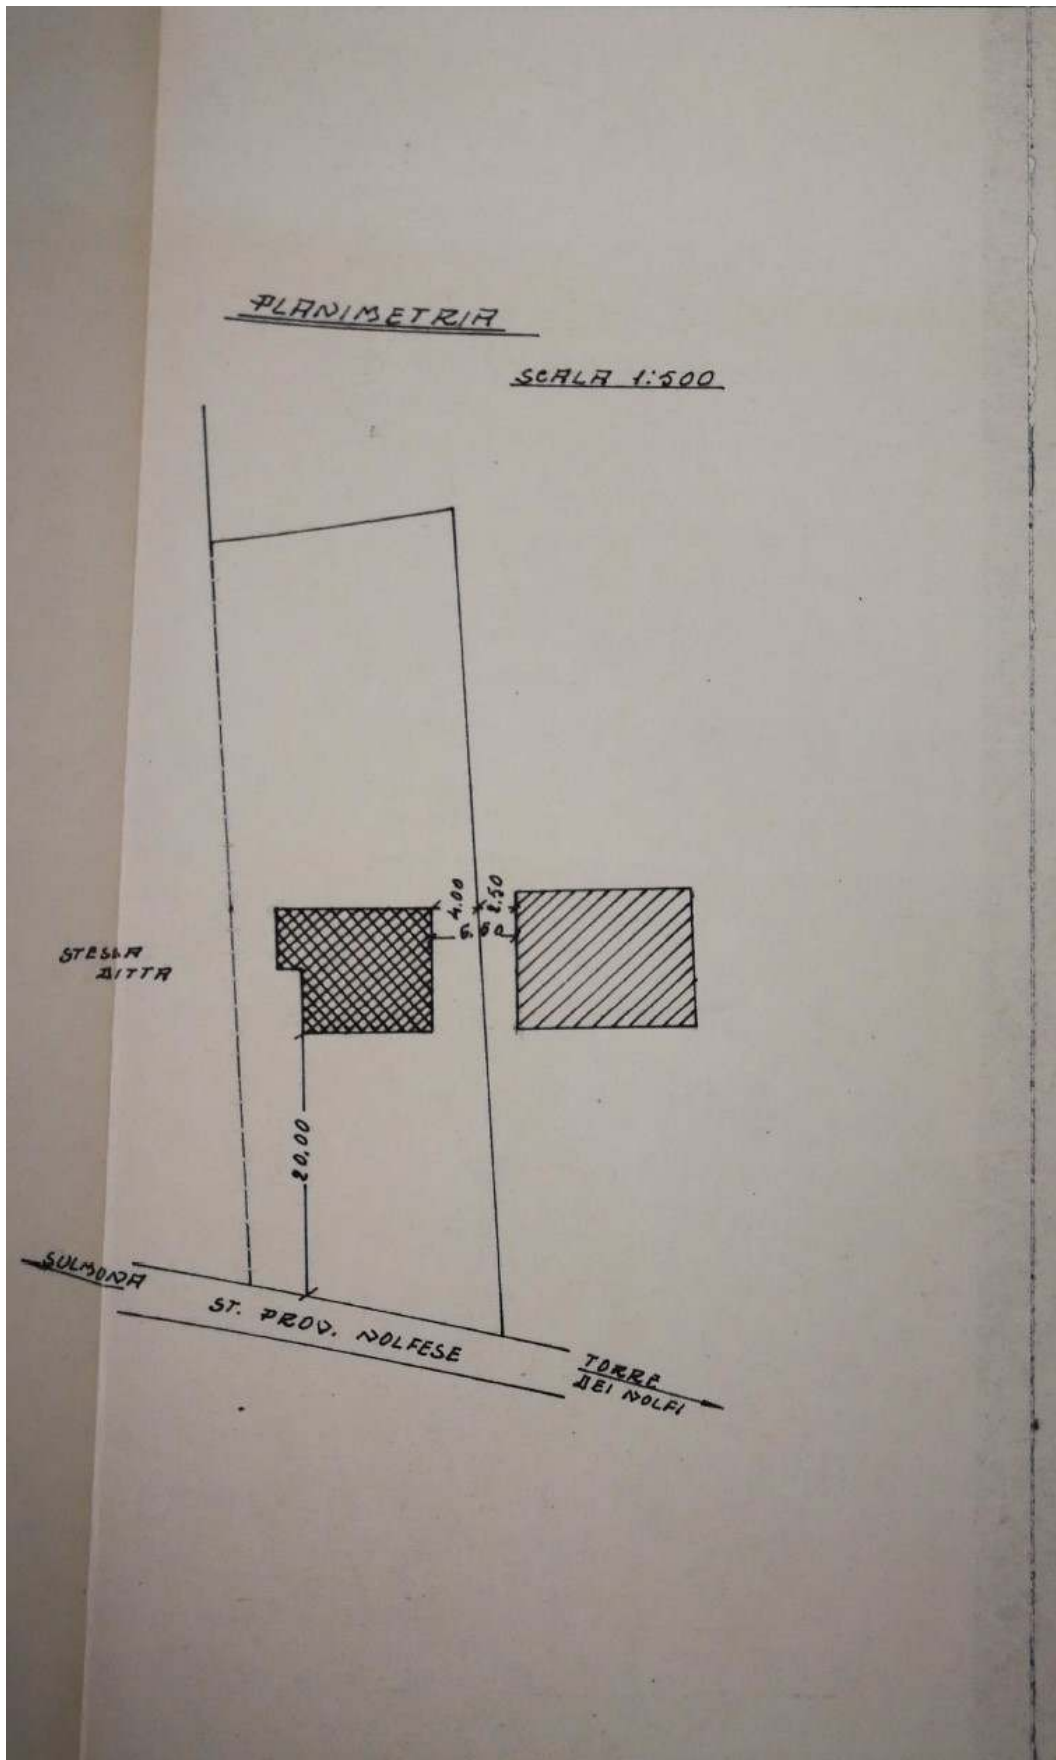 PLANIMETRIA
SCALA 1:500
4.00
2.50
6.50
STESSA
DITTA
20.00
SULMONA
ST. PROV. NOLFESE
TORRE
DEI NOLFI